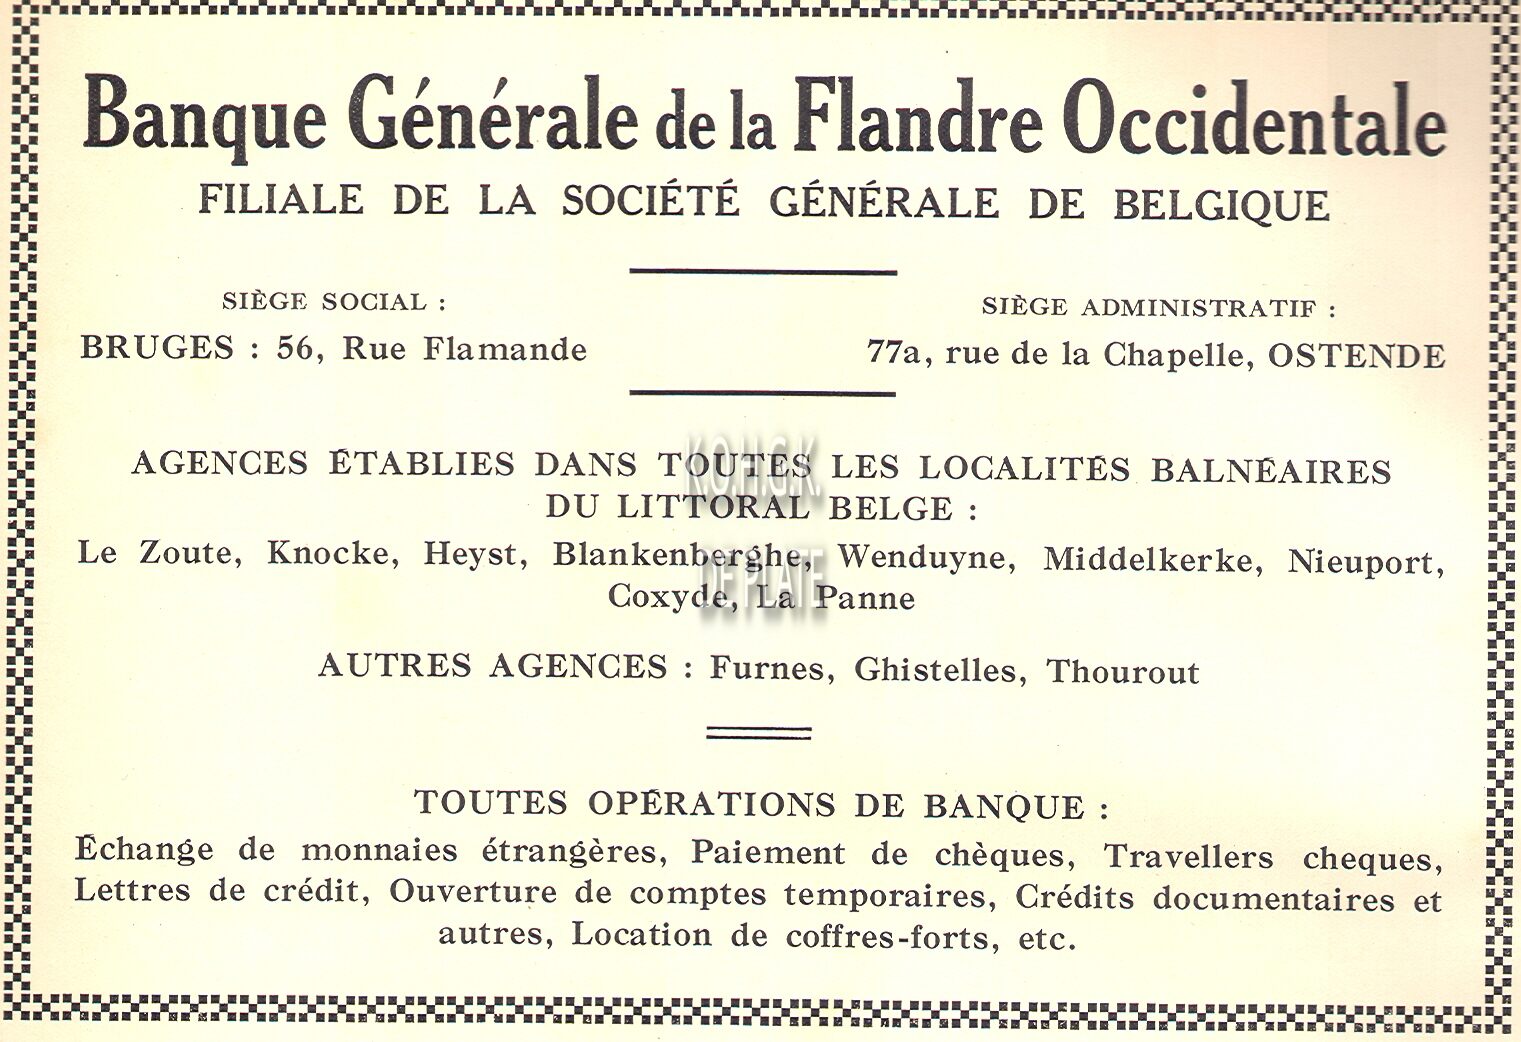 Banque Générale de la Flandre Occidentale
FILIALE DE LA SOCIÉTÉ GÉNÉRALE DE BELGIQUE
SIÈGE SOCIAL :
BRUGES : 56, Rue Flamande
SIÈGE ADMINISTRATIF :
77a, rue de la Chapelle, OSTENDE
AGENCES ÉTABLIES DANS TOUTES LES LOCALITÉS BALNÉAIRES
DU LITTORAL BELGE :
Le Zoute, Knocke, Heyst, Blankenberghe, Wenduyne, Middelkerke, Nieuport,
Coxyde, La Panne
K.O.H.G.K.
DE PLATE
AUTRES AGENCES : Furnes, Ghistelles, Thourout
TOUTES OPÉRATIONS DE BANQUE :
Échange de monnaies étrangères, Paiement de chèques, Travellers cheques,
Lettres de crédit, Ouverture de comptes temporaires, Crédits documentaires et
autres, Location de coffres-forts, etc.